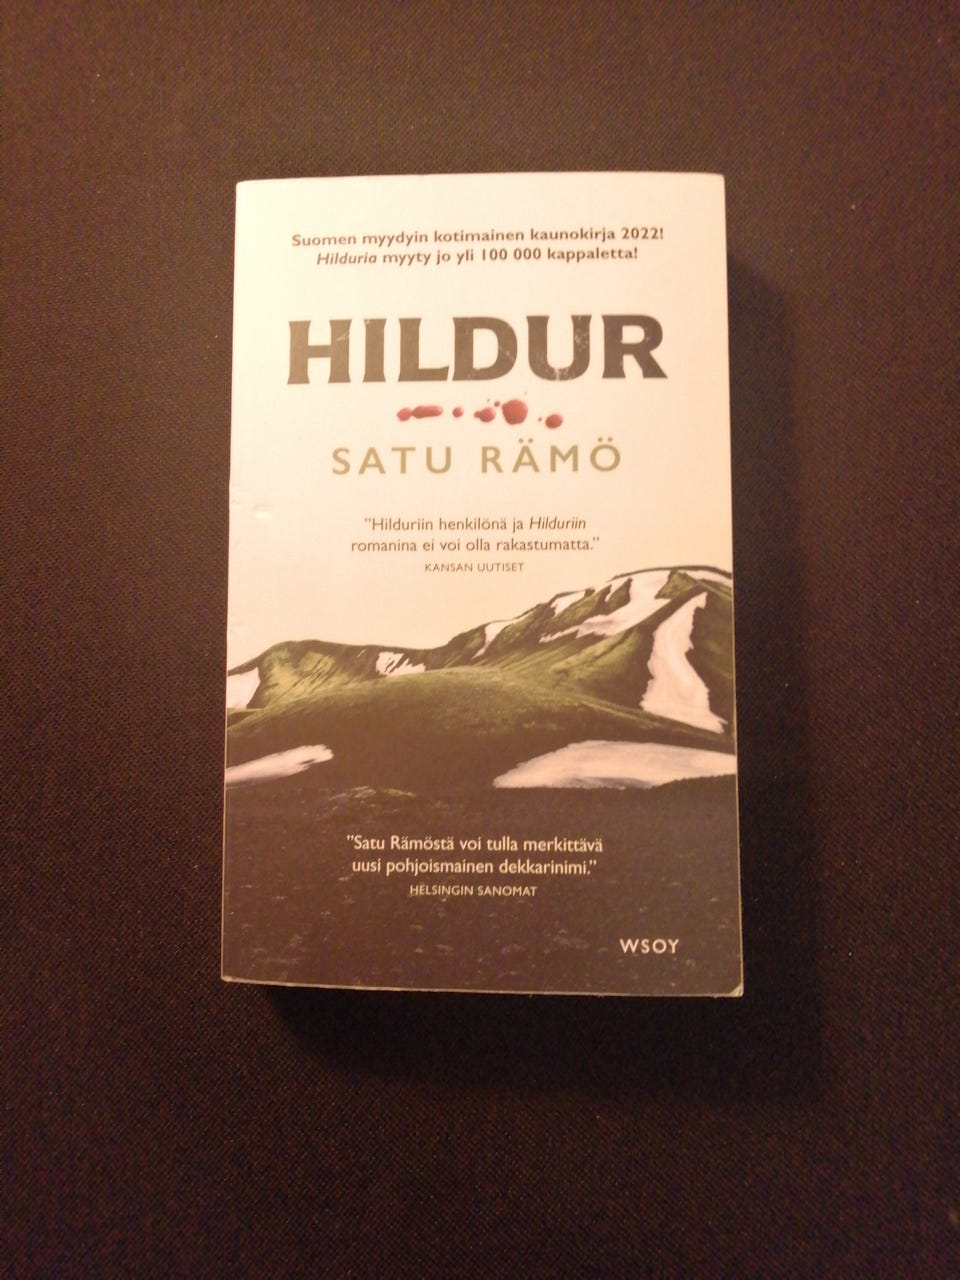 Suomen myydyin kotimainen kaunokirja 2022!
Hilduria myyty jo yli 100 000 kappaletta!
HILDUR
SATU RÄMÖ
"Hilduriin henkilönä ja Hilduriin
romanina ei voi olla rakastumatta."
KANSAN UUTISET
"Satu Rämöstä voi tulla merkittävä
uusi pohjoismainen dekkarinimi."
HELSINGIN SANOMAT
WSOY